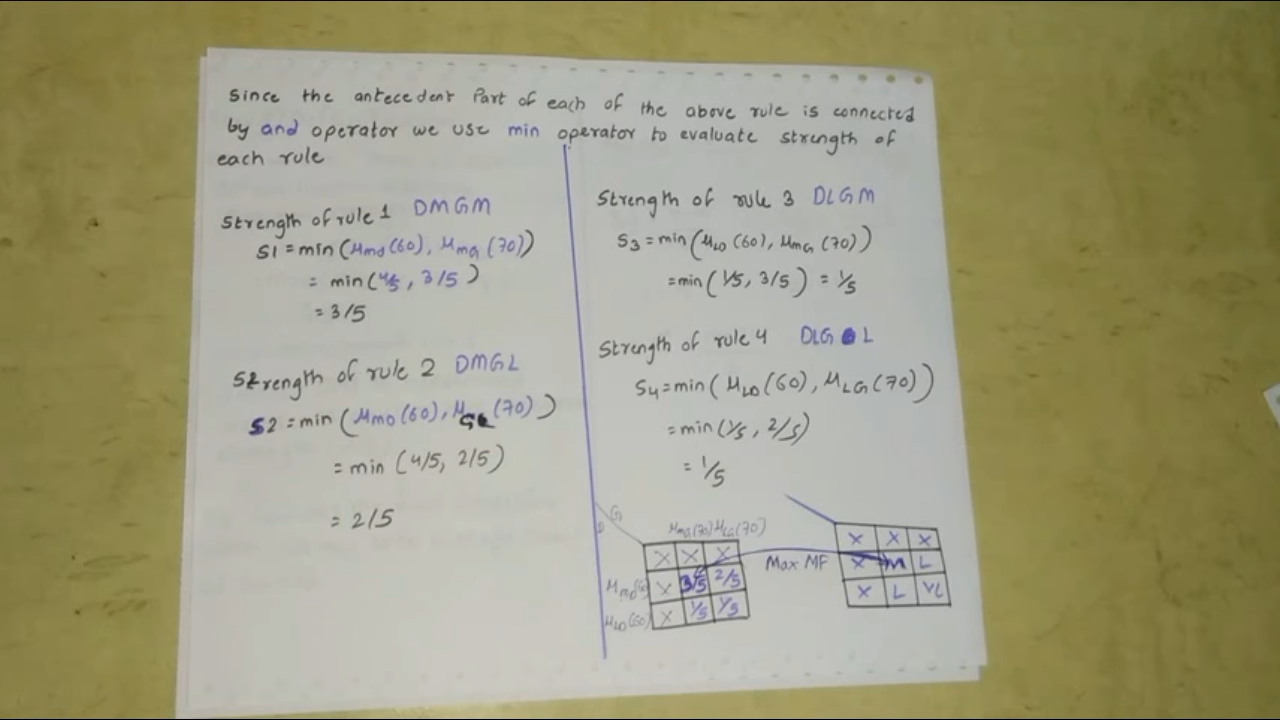 Since the antecedent Part of each of the above rule is connected
by and operator we use min operator to evaluate strength of
each rule
Strength of rule 1 DMGM
S1 = min (μMD (60), μMG (70))
= min (4/5, 3/5)
= 3/5
Strength of rule 2 DMGL
S2 = min (μMD (60), μGL (70))
= min (4/5, 2/5)
= 2/5
Strength of rule 3 DLGM
S3 = min (μLD (60), μMG (70))
= min (1/5, 3/5) = 1/5
Strength of rule 4 DLG L
S4 = min (μLD (60), μLG (70))
= min (1/5, 2/5)
= 1/5
G
D
μMG(70) μLG(70)
X X X
μMD(60) X 3/5 2/5
μLD(60) X 1/5 1/5
Max MF
X X X
X M L
X L VL